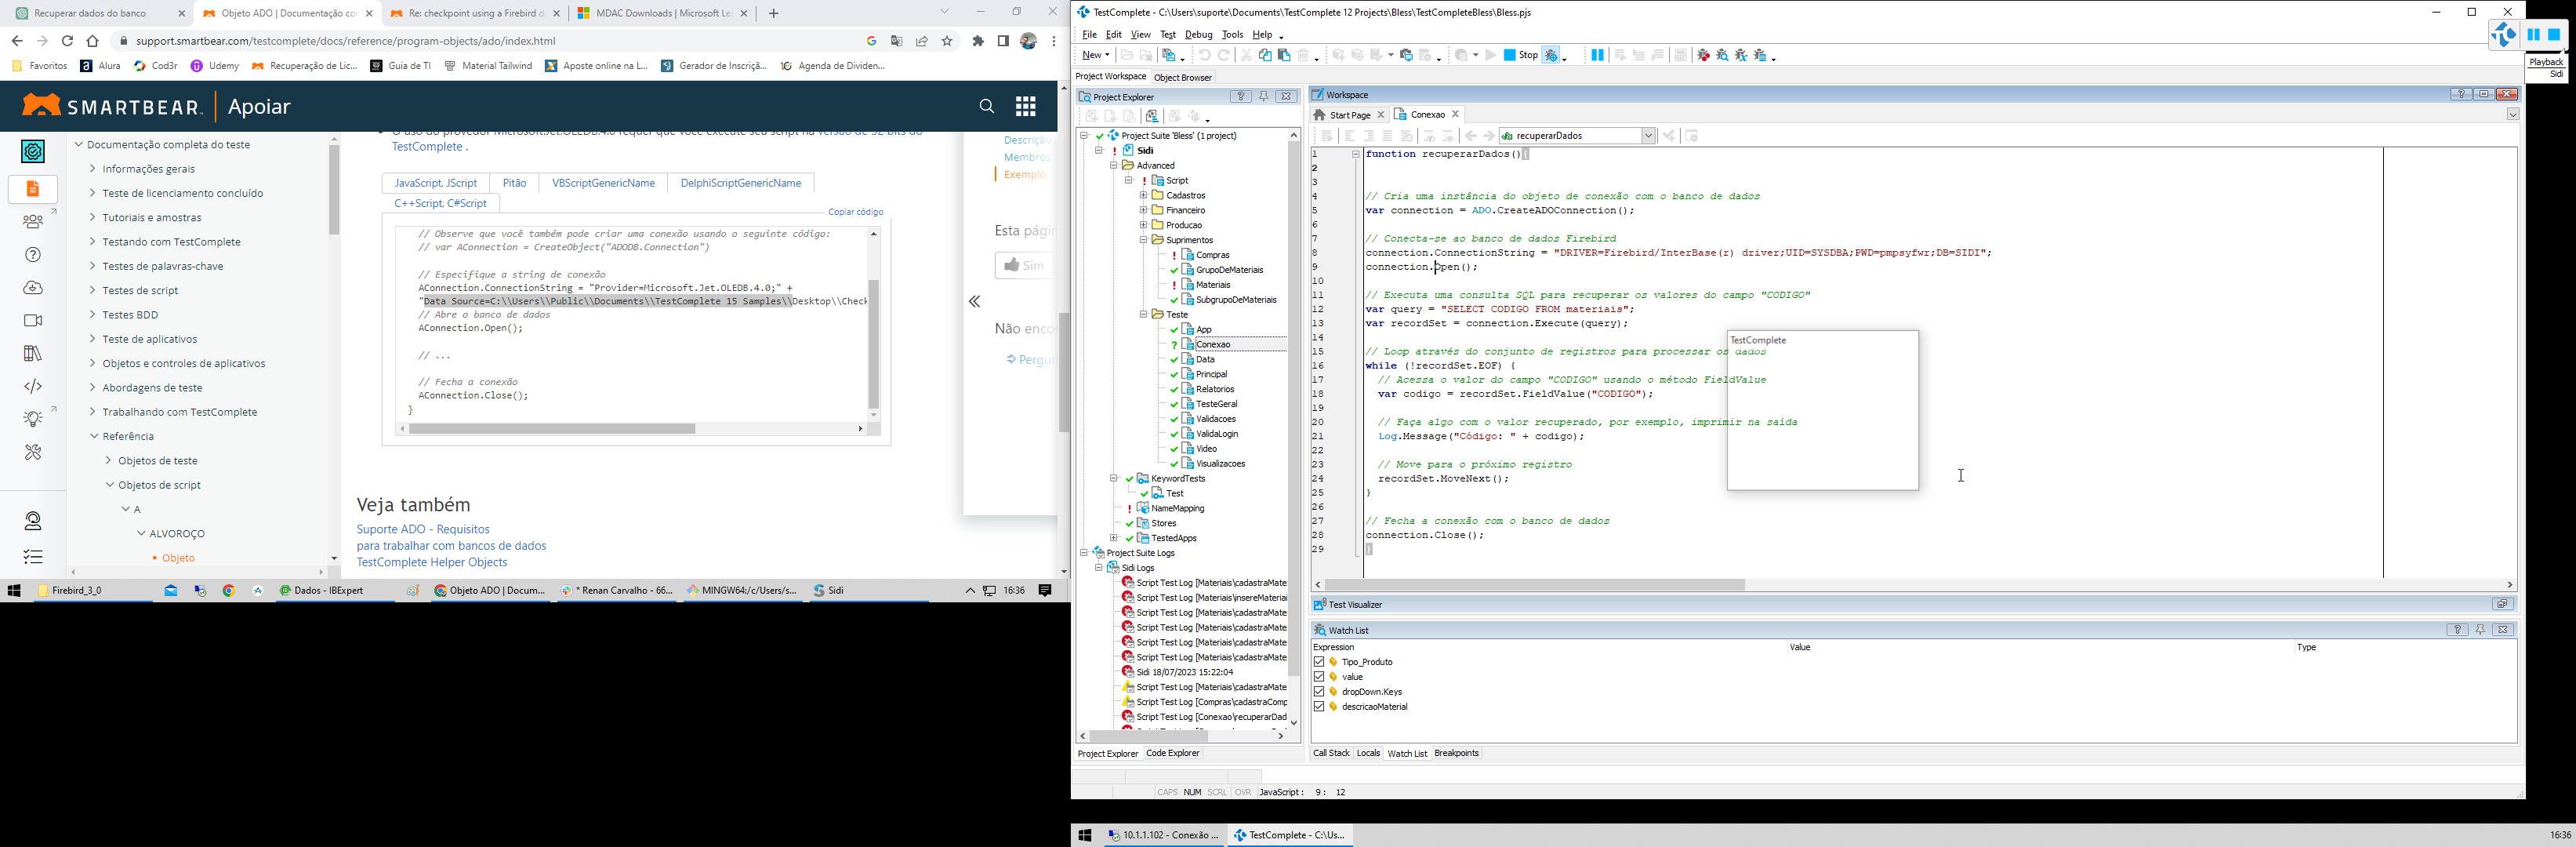 Recuperar dados do banco
Objeto ADO | Documentação co
Re: checkpoint using a Firebird d
MDAC Downloads | Microsoft Le
support.smartbear.com/testcomplete/docs/reference/program-objects/ado/index.html
Favoritos
Alura
Cod3r
Udemy
Recuperação de Lic...
Guia de TI
Material Tailwind
Aposte online na L...
Gerador de Inscriçã...
Agenda de Dividen...
SMARTBEAR
Apoiar
Documentação completa do teste
Informações gerais
Teste de licenciamento concluído
Tutoriais e amostras
Testando com TestComplete
Testes de palavras-chave
Testes de script
Testes BDD
Teste de aplicativos
Objetos e controles de aplicativos
Abordagens de teste
Trabalhando com TestComplete
Referência
Objetos de teste
Objetos de script
A
ALVOROÇO
Objeto
O uso do provedor Microsoft.Jet.OLEDB.4.0 requer que você execute seu script na versão de 32 bits do
TestComplete .
JavaScript, JScript
Pitão
VBScriptGenericName
DelphiScriptGenericName
C++Script, C#Script
Copiar código
// Observe que você também pode criar uma conexão usando o seguinte código:
// var AConnection = CreateObject("ADODB.Connection")
// Especifique a string de conexão
AConnection.ConnectionString = "Provider=Microsoft.Jet.OLEDB.4.0;" +
"Data Source=C:\\Users\\Public\\Documents\\TestComplete 15 Samples\\Desktop\\Check
// Abre o banco de dados
AConnection.Open();
// ...
// Fecha a conexão
AConnection.Close();
}
Veja também
Suporte ADO - Requisitos
para trabalhar com bancos de dados
TestComplete Helper Objects
Descrição
Membros
Exemplo
Esta págin
Sim
Não enco
Pergun
Firebird_3_0
Dados - IBExpert
Objeto ADO | Docum...
* Renan Carvalho - 66...
MINGW64:/c/Users/s...
Sidi
16:36
TestComplete - C:\Users\suporte\Documents\TestComplete 12 Projects\Bless\TestCompleteBless\Bless.pjs
File Edit View Test Debug Tools Help
New
Stop
Playback
Sidi
Project Workspace
Object Browser
Project Explorer
Project Suite 'Bless' (1 project)
Sidi
Advanced
Script
Cadastros
Financeiro
Producao
Suprimentos
Compras
GrupoDeMateriais
Materiais
SubgrupoDeMateriais
Teste
App
Conexao
Data
Principal
Relatorios
TesteGeral
Validacoes
ValidaLogin
Video
Visualizacoes
KeywordTests
Test
NameMapping
Stores
TestedApps
Project Suite Logs
Sidi Logs
Script Test Log [Materiais\cadastraMate
Script Test Log [Materiais\insereMateriai
Script Test Log [Materiais\cadastraMate
Script Test Log [Materiais\cadastraMate
Script Test Log [Materiais\cadastraMate
Script Test Log [Materiais\cadastraMate
Sidi 18/07/2023 15:22:04
Script Test Log [Materiais\cadastraMate
Script Test Log [Compras\cadastraComp
Script Test Log [Conexao\recuperarDad
Project Explorer
Code Explorer
Workspace
Start Page
Conexao
recuperarDados
1 function recuperarDados(){
2
3
4 // Cria uma instância do objeto de conexão com o banco de dados
5 var connection = ADO.CreateADOConnection();
6
7 // Conecta-se ao banco de dados Firebird
8 connection.ConnectionString = "DRIVER=Firebird/InterBase(r) driver;UID=SYSDBA;PWD=pmpsyfwr;DB=SIDI";
9 connection.Open();
10
11 // Executa uma consulta SQL para recuperar os valores do campo "CODIGO"
12 var query = "SELECT CODIGO FROM materiais";
13 var recordSet = connection.Execute(query);
14
15 // Loop através do conjunto de registros para processar os dados
16 while (!recordSet.EOF) {
17 // Acessa o valor do campo "CODIGO" usando o método FieldValue
18 var codigo = recordSet.FieldValue("CODIGO");
19
20 // Faça algo com o valor recuperado, por exemplo, imprimir na saída
21 Log.Message("Código: " + codigo);
22
23 // Move para o próximo registro
24 recordSet.MoveNext();
25 }
26
27 // Fecha a conexão com o banco de dados
28 connection.Close();
29 }
TestComplete
Test Visualizer
Watch List
Expression
Value
Type
Tipo_Produto
value
dropDown.Keys
descricaoMaterial
Call Stack
Locals
Watch List
Breakpoints
CAPS NUM SCRL OVR JavaScript : 9 : 12
10.1.1.102 - Conexão ...
TestComplete - C:\Us...
16:36